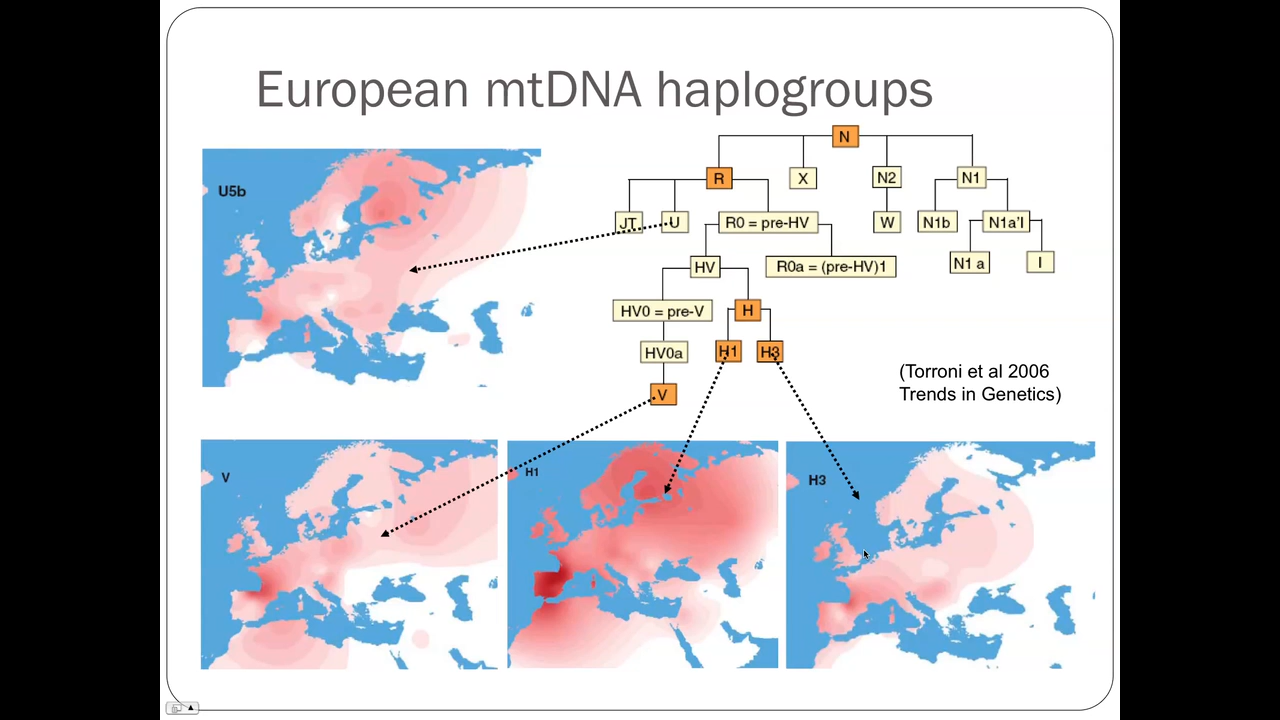 European mtDNA haplogroups
U5b
N
R
X
N2
N1
JT
U
R0 = pre-HV
W
N1b
N1a'I
HV
R0a = (pre-HV)1
N1 a
I
HV0 = pre-V
H
HV0a
H1
H3
V
(Torroni et al 2006
Trends in Genetics)
V
H1
H3